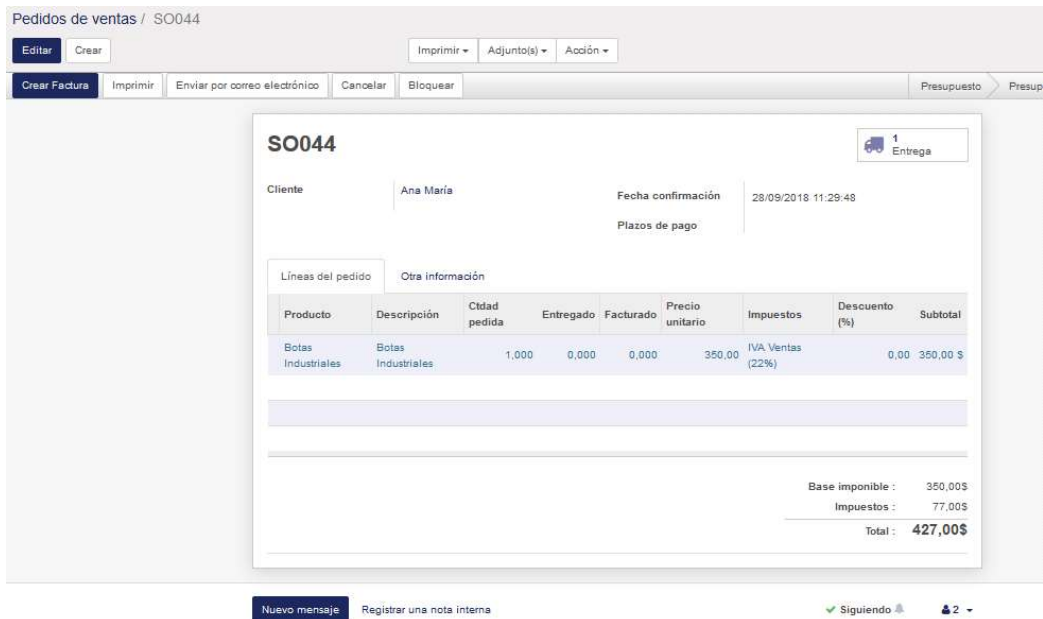 Pedidos de ventas / SO044
Editar Crear Imprimir Adjunto(s) Acción
Crear Factura Imprimir Enviar por correo electrónico Cancelar Bloquear Presupuesto Presup
SO044
1
Entrega
Cliente Ana María Fecha confirmación 28/09/2018 11:29:48
Plazos de pago
Líneas del pedido Otra información
Producto Descripción Ctdad pedida Entregado Facturado Precio unitario Impuestos Descuento (%) Subtotal
Botas Industriales Botas Industriales 1,000 0,000 0,000 350,00 IVA Ventas (22%) 0,00 350,00 $
Base imponible : 350,00$
Impuestos : 77,00$
Total : 427,00$
Nuevo mensaje Registrar una nota interna Siguiendo 2